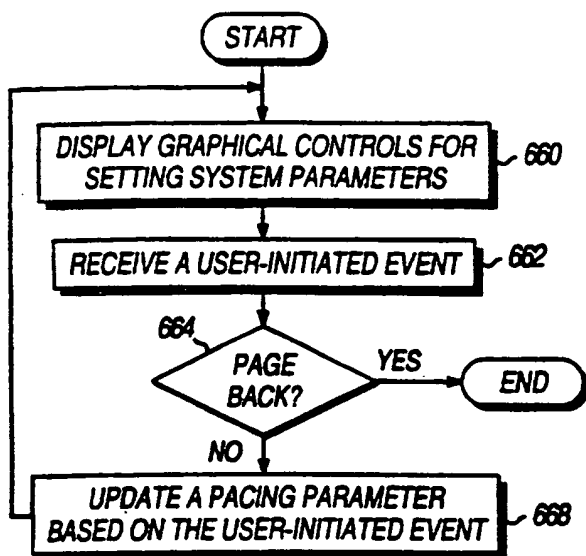 START
DISPLAY GRAPHICAL CONTROLS FOR
SETTING SYSTEM PARAMETERS
660
RECEIVE A USER-INITIATED EVENT
662
664
PAGE
BACK?
YES
END
NO
UPDATE A PACING PARAMETER
BASED ON THE USER-INITIATED EVENT
668